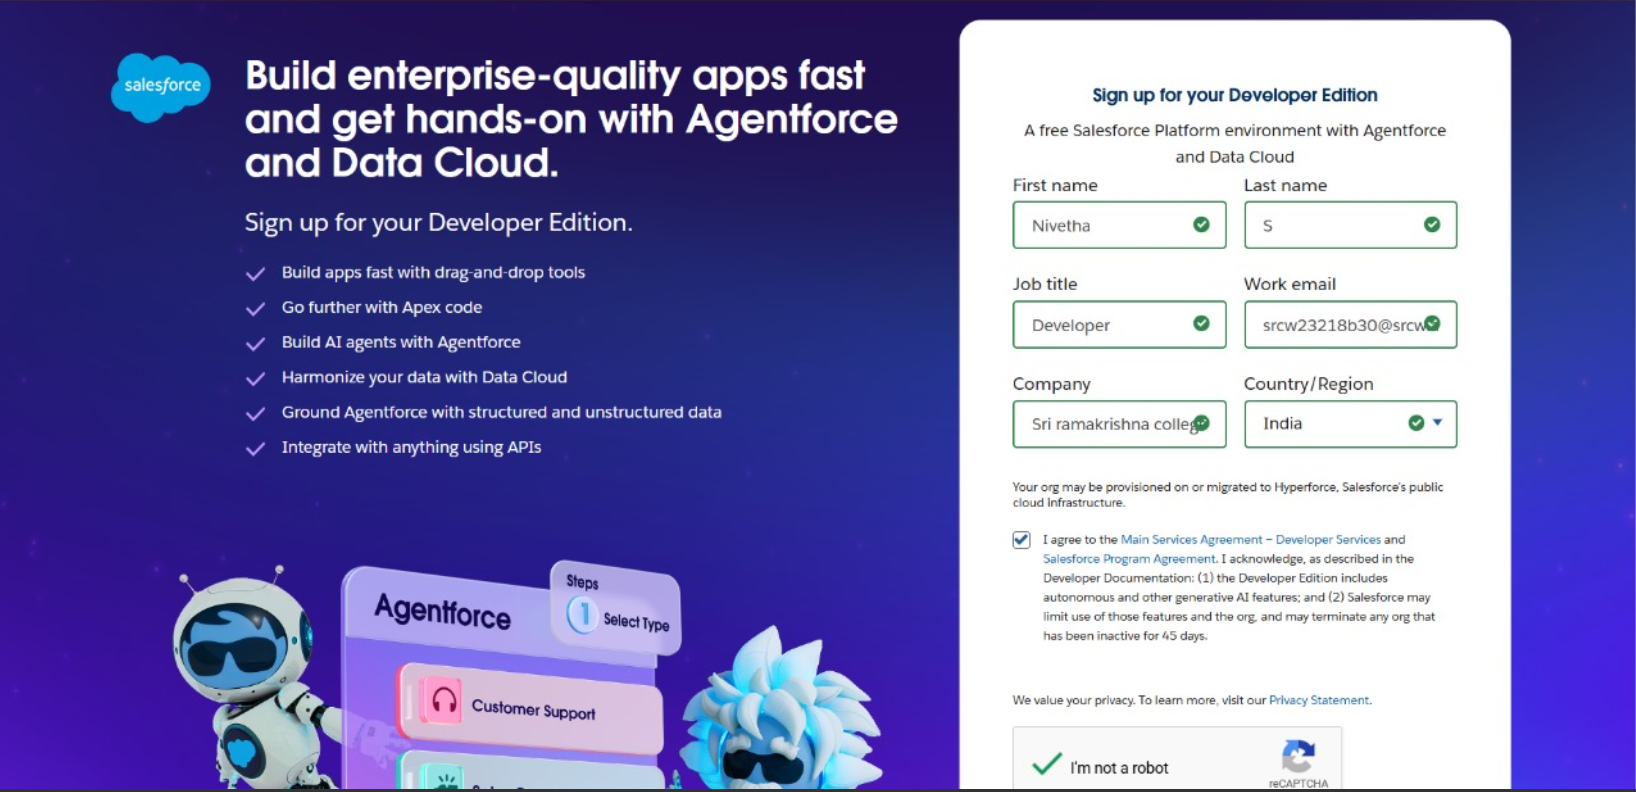 salesforce
Build enterprise-quality apps fast
and get hands-on with Agentforce
and Data Cloud.
Sign up for your Developer Edition.
Build apps fast with drag-and-drop tools
Go further with Apex code
Build AI agents with Agentforce
Harmonize your data with Data Cloud
Ground Agentforce with structured and unstructured data
Integrate with anything using APIs
Agentforce
Steps
1
Select Type
Customer Support
Sign up for your Developer Edition
A free Salesforce Platform environment with Agentforce
and Data Cloud
First name Last name
Nivetha S
Job title Work email
Developer srcw23218b30@srcw
Company Country/Region
Sri ramakrishna colleg India
Your org may be provisioned on or migrated to Hyperforce, Salesforce's public
cloud infrastructure.
I agree to the Main Services Agreement – Developer Services and
Salesforce Program Agreement. I acknowledge, as described in the
Developer Documentation: (1) the Developer Edition includes
autonomous and other generative AI features; and (2) Salesforce may
limit use of those features and the org, and may terminate any org that
has been inactive for 45 days.
We value your privacy. To learn more, visit our Privacy Statement.
I'm not a robot
reCAPTCHA